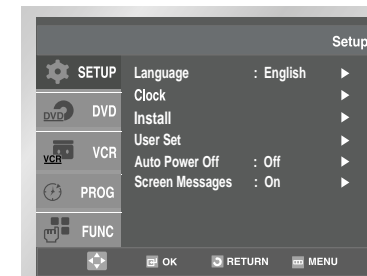 Setup
SETUP
Language : English ►
Clock ►
DVD DVD
Install ►
User Set ►
VCR VCR
Auto Power Off : Off ►
Screen Messages : On ►
PROG
FUNC
OK RETURN MENU